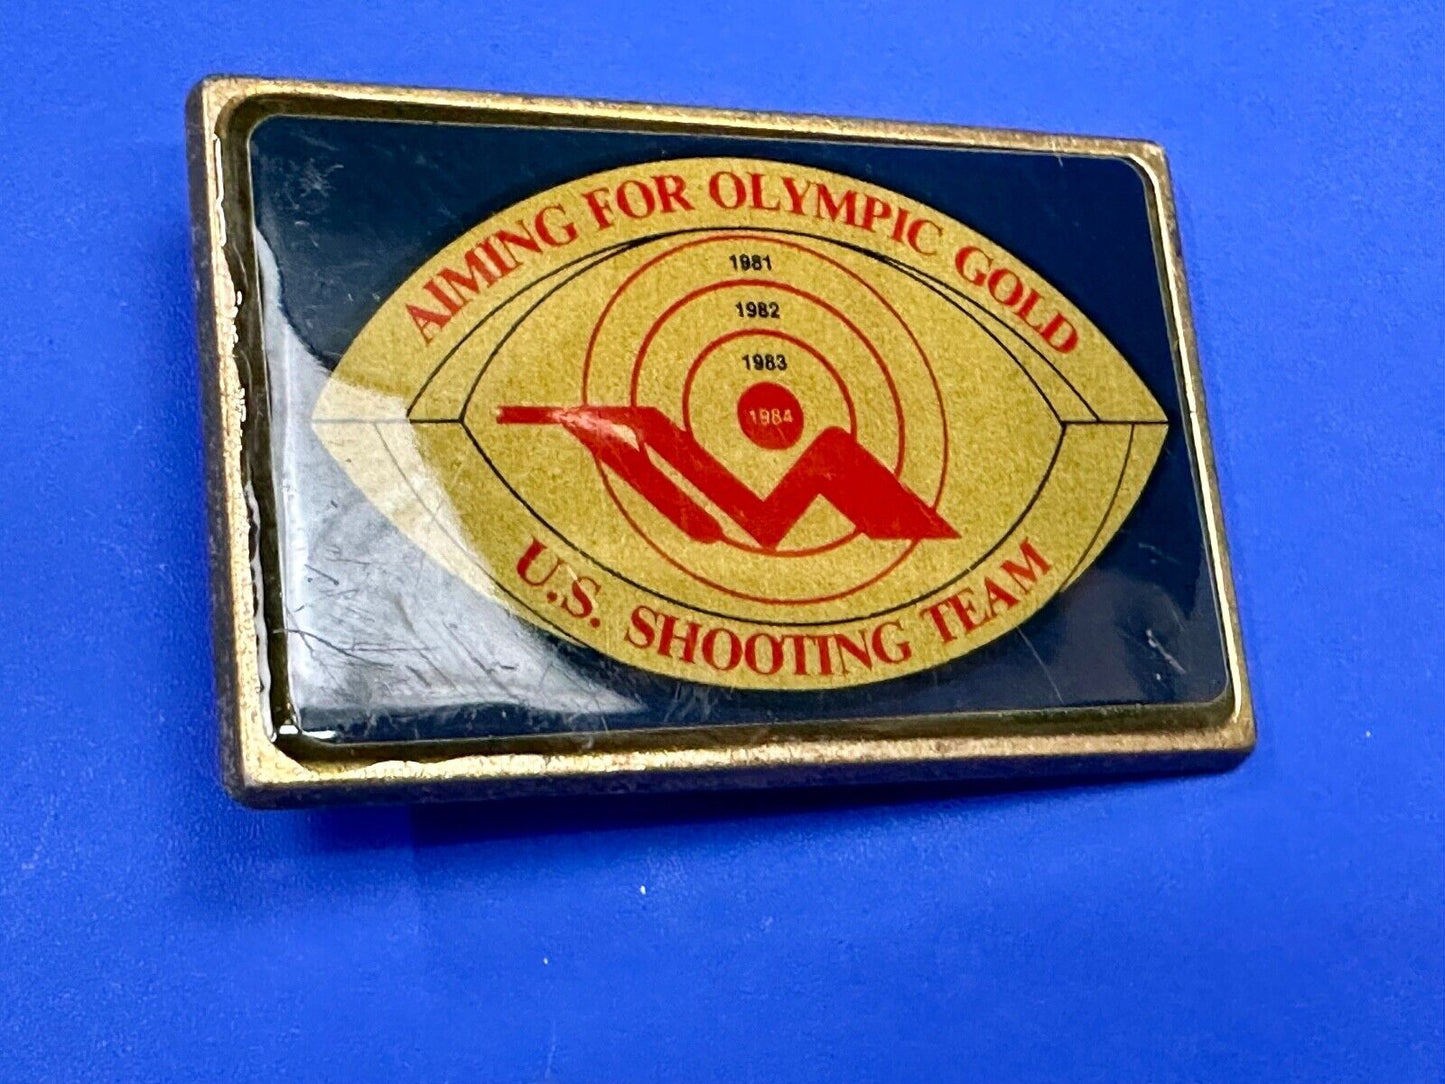 AIMING FOR OLYMPIC GOLD
1981
1982
1983
1984
U.S. SHOOTING TEAM